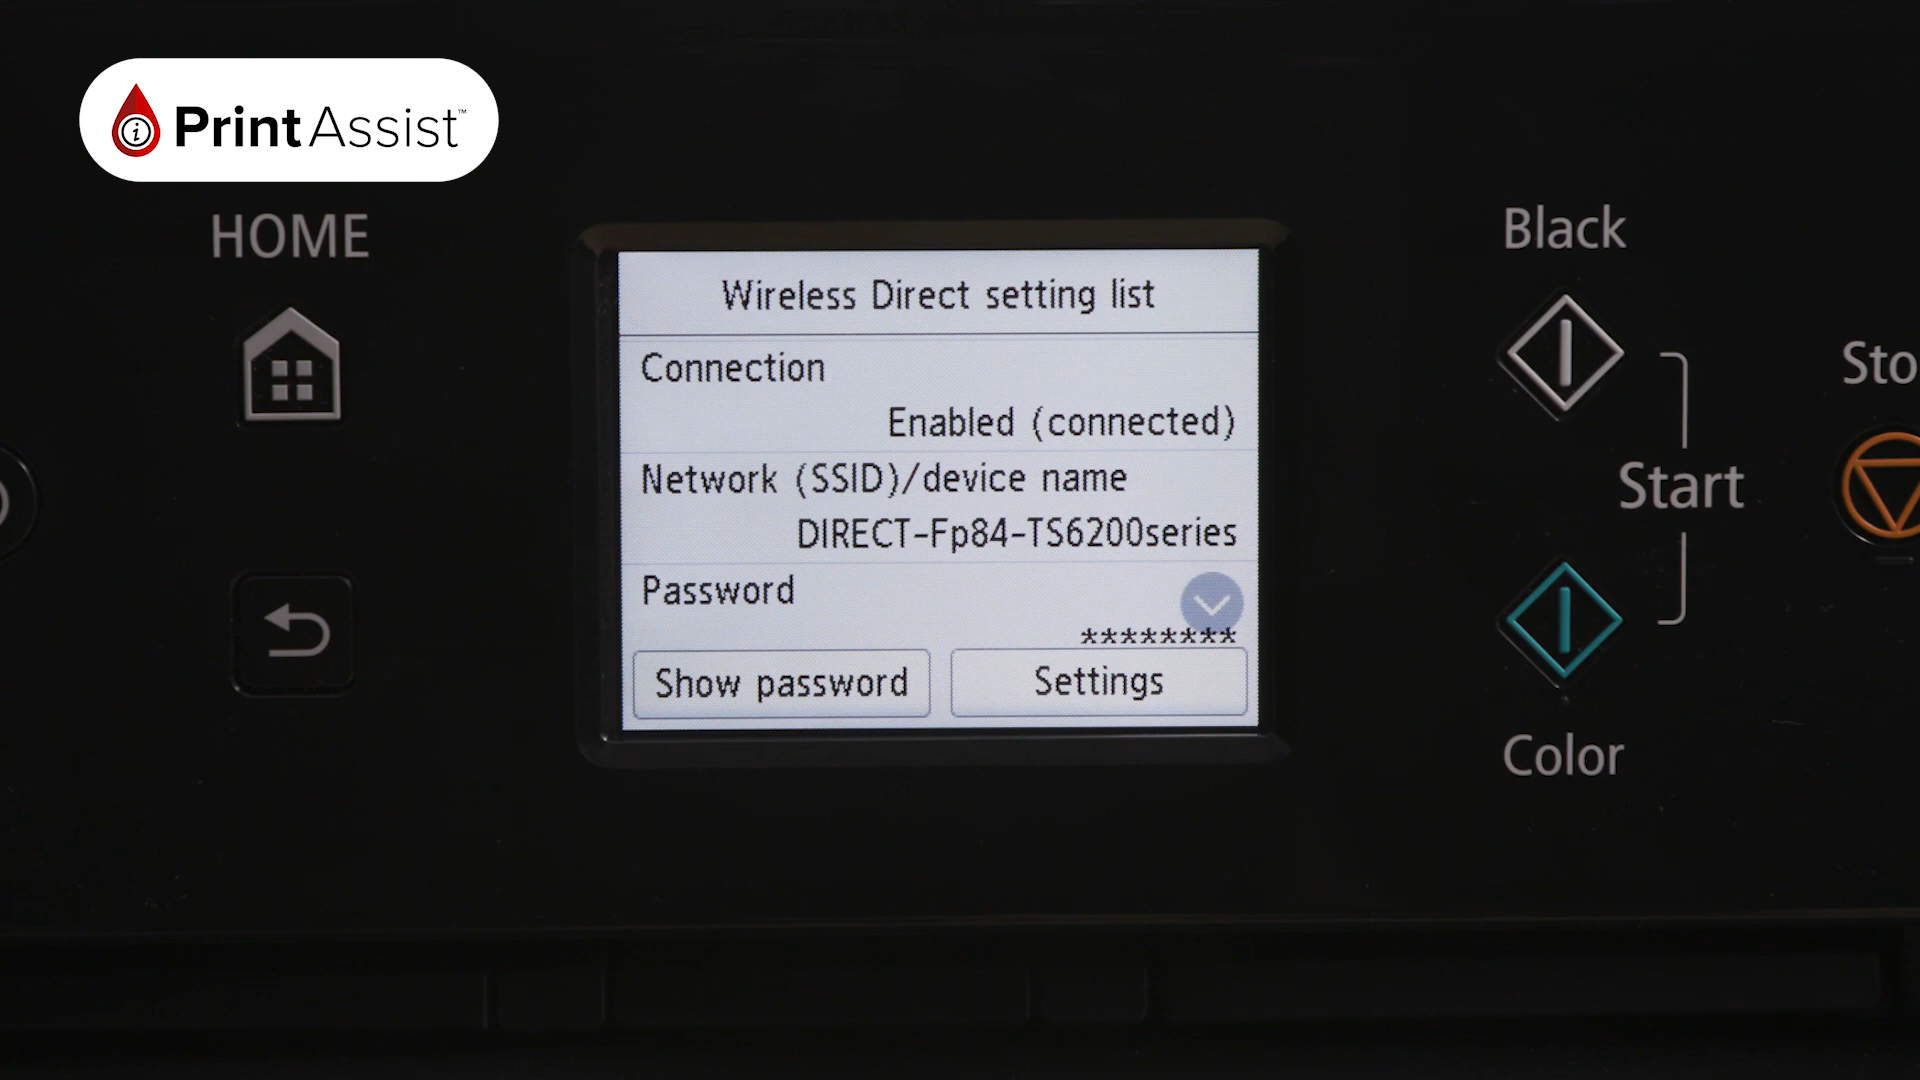 PrintAssist™
HOME
Wireless Direct setting list
Connection
Enabled (connected)
Network (SSID)/device name
DIRECT-Fp84-TS6200series
Password
********
Show password
Settings
Black
Start
Color
Sto